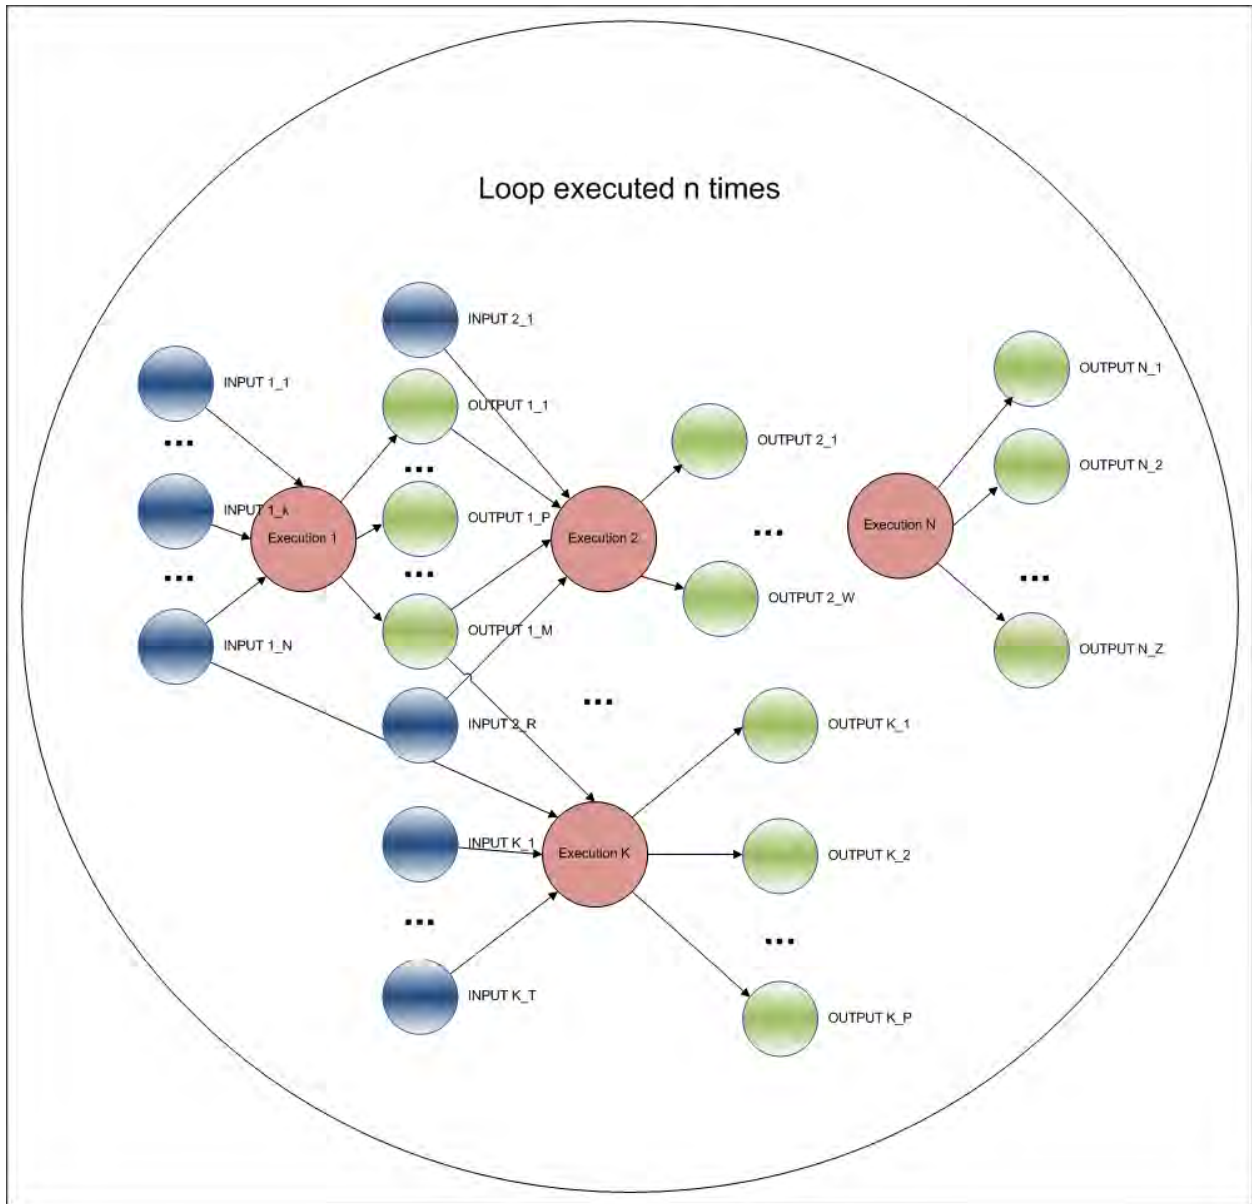 Loop executed n times
INPUT 2_1
OUTPUT N_1
INPUT 1_1
OUTPUT 1_1
OUTPUT 2_1
OUTPUT N_2
...
...
INPUT 1_k
OUTPUT 1_P
Execution 1
Execution 2
...
Execution N
...
...
...
OUTPUT 2_W
INPUT 1_N
OUTPUT 1_M
OUTPUT N_Z
...
INPUT 2_R
OUTPUT K_1
INPUT K_1
Execution K
OUTPUT K_2
...
...
INPUT K_T
OUTPUT K_P